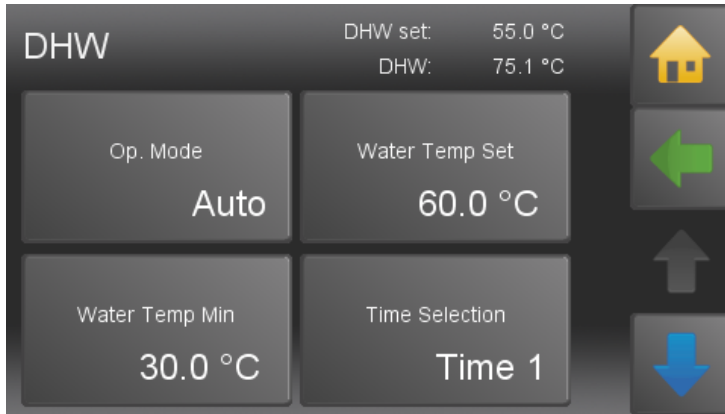 DHW
DHW set: 55.0 °C
DHW: 75.1 °C
Op. Mode
Auto
Water Temp Set
60.0 °C
Water Temp Min
30.0 °C
Time Selection
Time 1